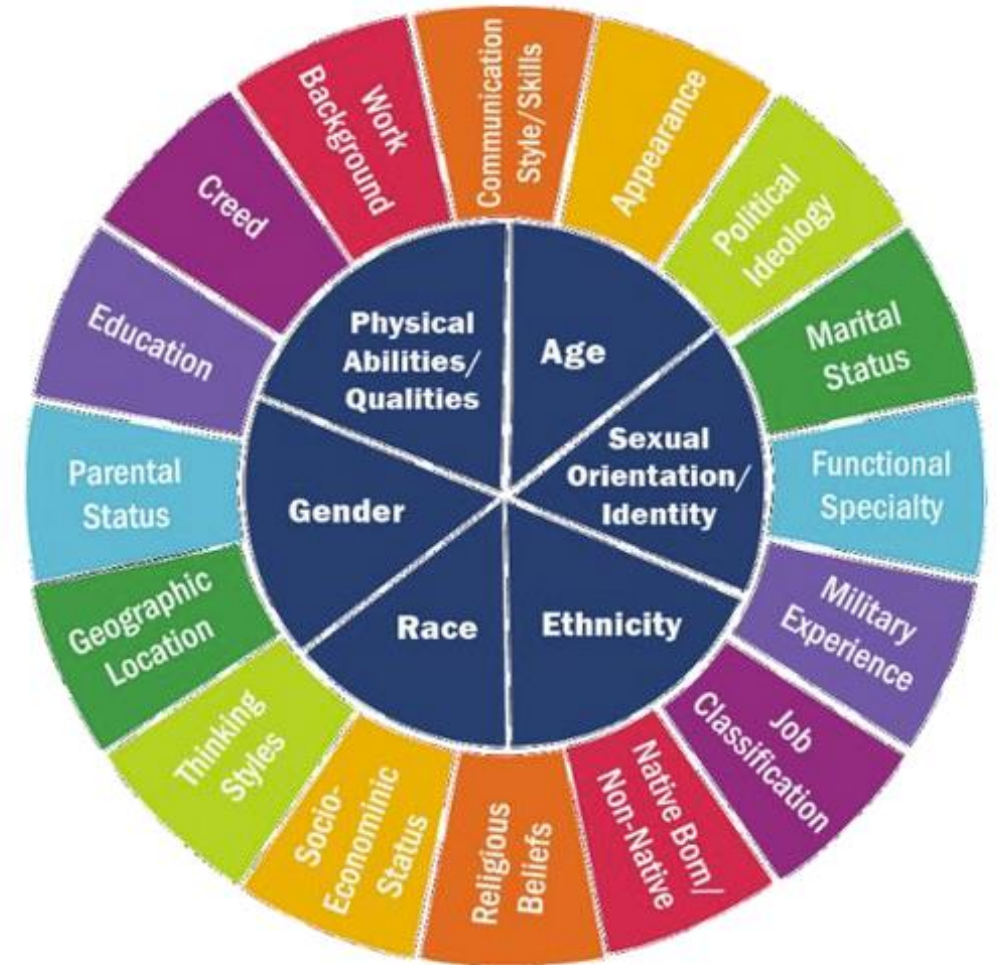 Communication
Style/Skills
Appearance
Political
Ideology
Marital
Status
Functional
Specialty
Military
Experience
Job
Classification
Native Born/
Non-Native
Religious
Beliefs
Socio-
Econominic
Status
Thinking
Styles
Geographic
Location
Parental
Status
Education
Creed
Work
Background
Physical
Abilities/
Qualities
Age
Sexual
Orientation/
Identity
Ethnicity
Race
Gender